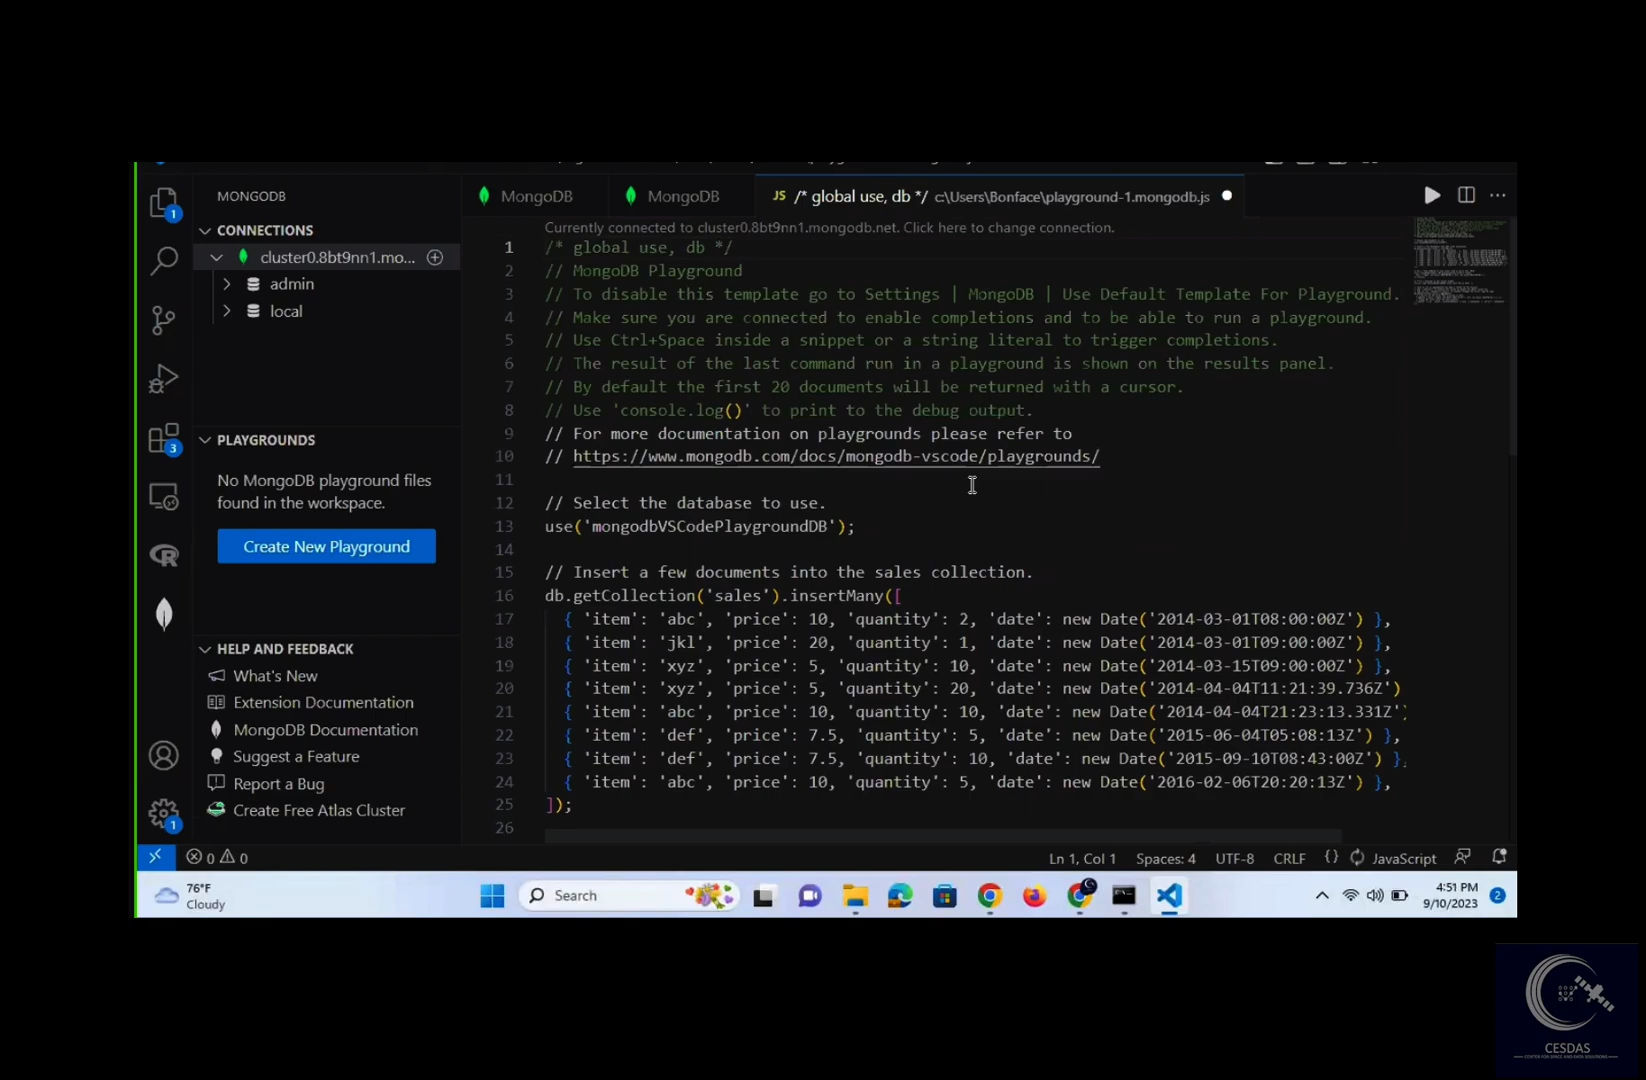 MONGODB
MongoDB
MongoDB
JS /* global use, db */ c:\Users\Bonface\playground-1.mongodb.js
CONNECTIONS
cluster0.8bt9nn1.mo...
admin
local
PLAYGROUNDS
No MongoDB playground files
found in the workspace.
Create New Playground
HELP AND FEEDBACK
What's New
Extension Documentation
MongoDB Documentation
Suggest a Feature
Report a Bug
Create Free Atlas Cluster
1
3
1
Currently connected to cluster0.8bt9nn1.mongodb.net. Click here to change connection.
1 /* global use, db */
2 // MongoDB Playground
3 // To disable this template go to Settings | MongoDB | Use Default Template For Playground.
4 // Make sure you are connected to enable completions and to be able to run a playground.
5 // Use Ctrl+Space inside a snippet or a string literal to trigger completions.
6 // The result of the last command run in a playground is shown on the results panel.
7 // By default the first 20 documents will be returned with a cursor.
8 // Use 'console.log()' to print to the debug output.
9 // For more documentation on playgrounds please refer to
10 // https://www.mongodb.com/docs/mongodb-vscode/playgrounds/
11
12 // Select the database to use.
13 use('mongodbVSCodePlaygroundDB');
14
15 // Insert a few documents into the sales collection.
16 db.getCollection('sales').insertMany([
17 { 'item': 'abc', 'price': 10, 'quantity': 2, 'date': new Date('2014-03-01T08:00:00Z') },
18 { 'item': 'jkl', 'price': 20, 'quantity': 1, 'date': new Date('2014-03-01T09:00:00Z') },
19 { 'item': 'xyz', 'price': 5, 'quantity': 10, 'date': new Date('2014-03-15T09:00:00Z') },
20 { 'item': 'xyz', 'price': 5, 'quantity': 20, 'date': new Date('2014-04-04T11:21:39.736Z')
21 { 'item': 'abc', 'price': 10, 'quantity': 10, 'date': new Date('2014-04-04T21:23:13.331Z'
22 { 'item': 'def', 'price': 7.5, 'quantity': 5, 'date': new Date('2015-06-04T05:08:13Z') },
23 { 'item': 'def', 'price': 7.5, 'quantity': 10, 'date': new Date('2015-09-10T08:43:00Z') },
24 { 'item': 'abc', 'price': 10, 'quantity': 5, 'date': new Date('2016-02-06T20:20:13Z') },
25 ]);
26
0 0
Ln 1, Col 1 Spaces: 4 UTF-8 CRLF {} JavaScript
76°F
Cloudy
Search
4:51 PM
9/10/2023
2
CESDAS
CENTER FOR SPACE AND DATA SOLUTIONS